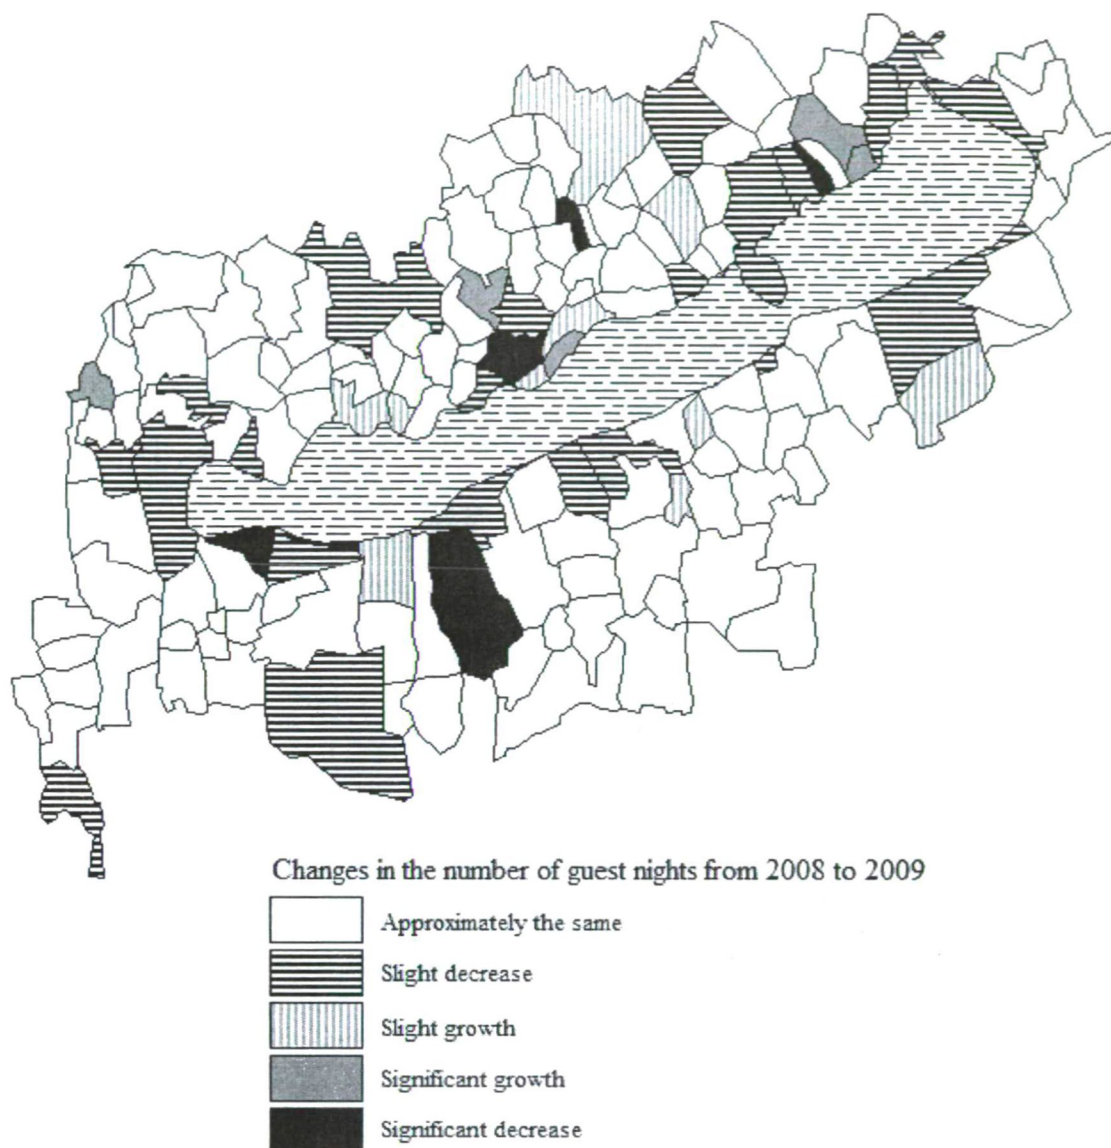 Changes in the number of guest nights from 2008 to 2009
Approximately the same
Slight decrease
Slight growth
Significant growth
Significant decrease